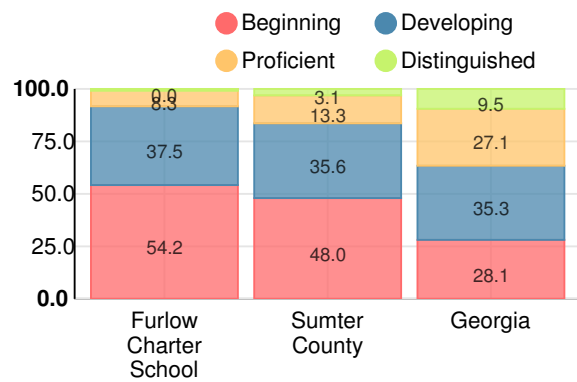 Beginning Developing
Proficient Distinguished
100.0
75.0
50.0
25.0
0.0
0.0 3.1 9.5
8.3 13.3 27.1
37.5 35.6 35.3
54.2 48.0 28.1
Furlow Sumter Georgia
Charter County
School